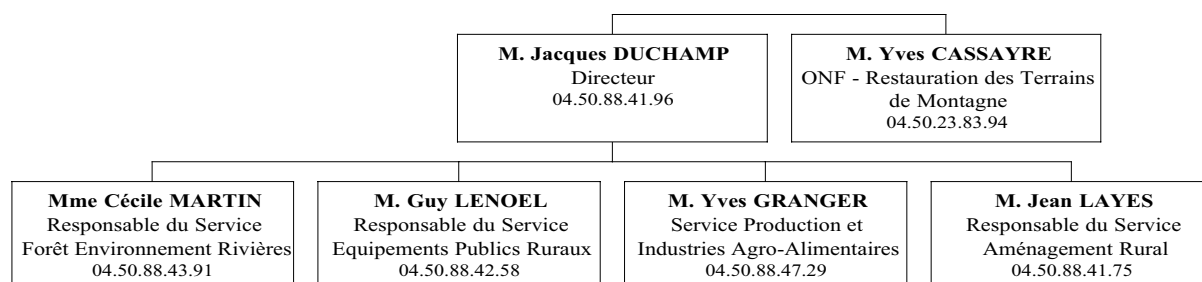 M. Jacques DUCHAMP
Directeur
04.50.88.41.96
M. Yves CASSAYRE
ONF - Restauration des Terrains
de Montagne
04.50.23.83.94
Mme Cécile MARTIN
Responsable du Service
Forêt Environnement Rivières
04.50.88.43.91
M. Guy LENOEL
Responsable du Service
Equipements Publics Ruraux
04.50.88.42.58
M. Yves GRANGER
Service Production et
Industries Agro-Alimentaires
04.50.88.47.29
M. Jean LAYES
Responsable du Service
Aménagement Rural
04.50.88.41.75